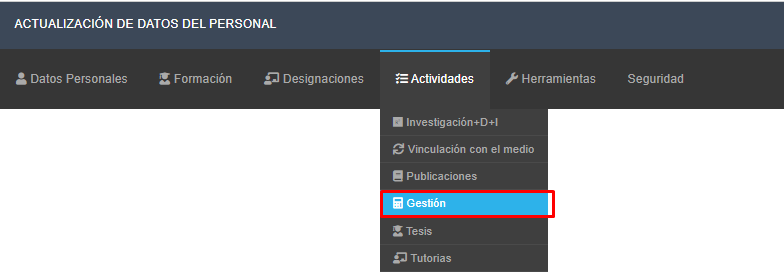 ACTUALIZACIÓN DE DATOS DEL PERSONAL
Datos Personales Formación Designaciones Actividades Herramientas Seguridad
Investigación+D+I
Vinculación con el medio
Publicaciones
Gestión
Tesis
Tutorias